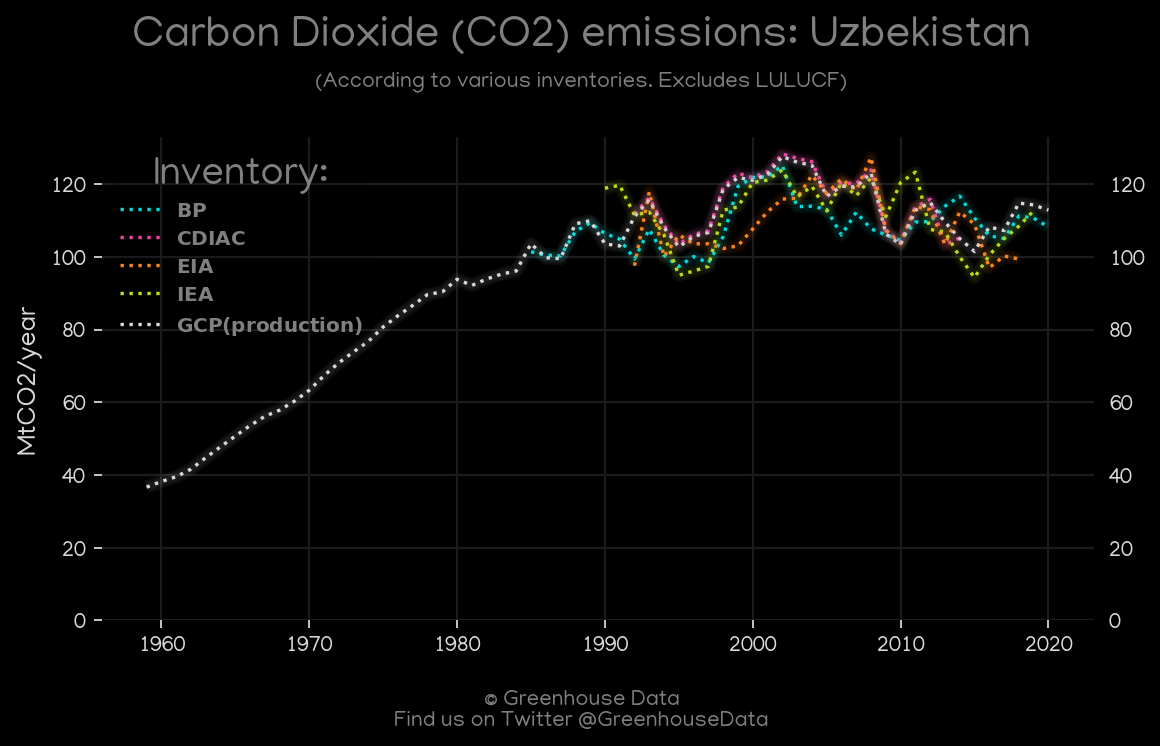 Carbon Dioxide (CO2) emissions: Uzbekistan
(According to various inventories. Excludes LULUCF)
Inventory:
BP
CDIAC
EIA
IEA
GCP(production)
MtCO2/year
120
100
80
60
40
20
0
120
100
80
60
40
20
0
1960 1970 1980 1990 2000 2010 2020
© Greenhouse Data
Find us on Twitter @GreenhouseData